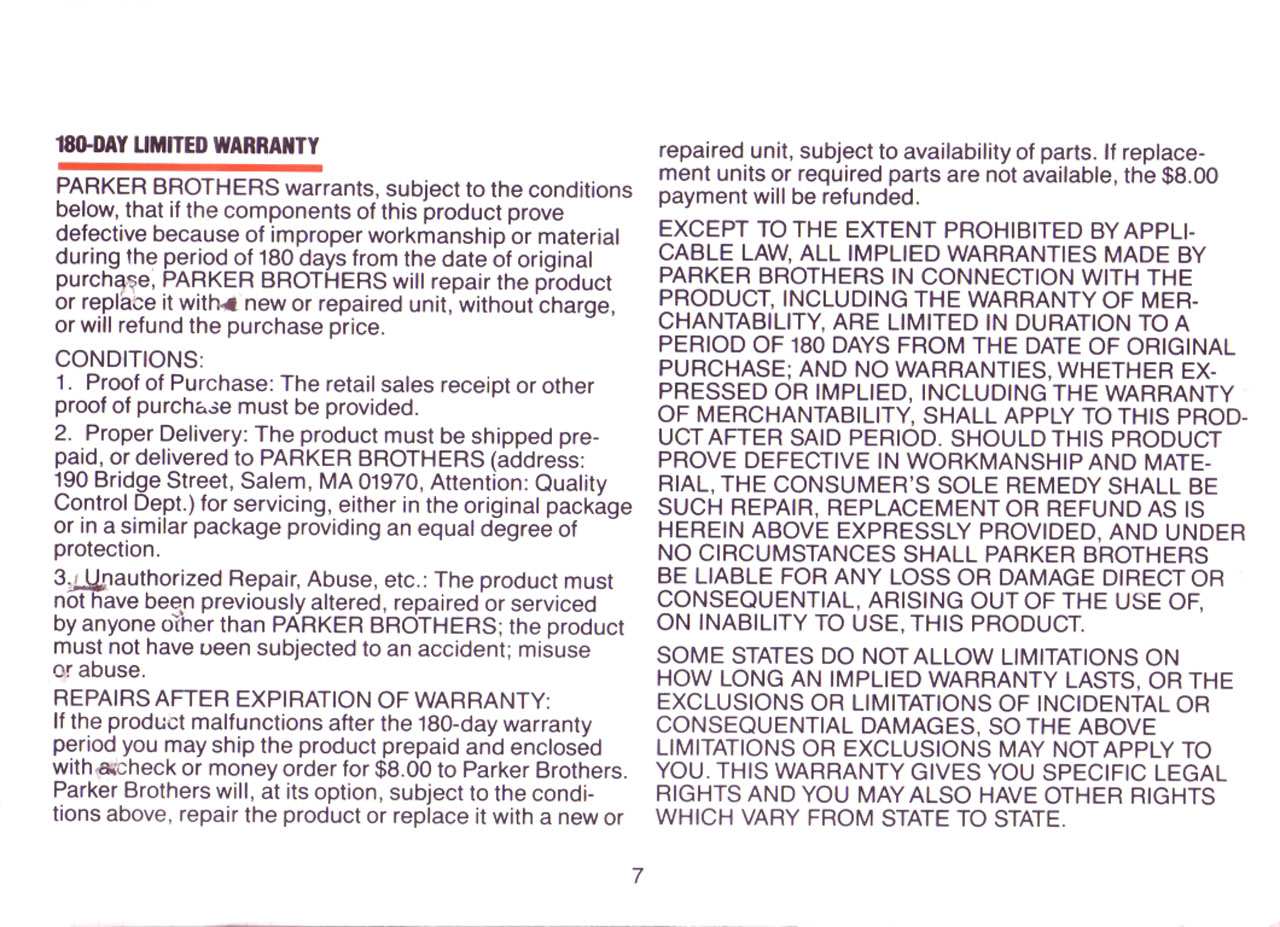 180-DAY LIMITED WARRANTY
PARKER BROTHERS warrants, subject to the conditions
below, that if the components of this product prove
defective because of improper workmanship or material
during the period of 180 days from the date of original
purchase, PARKER BROTHERS will repair the product
or replace it with new or repaired unit, without charge,
or will refund the purchase price.
CONDITIONS:
1. Proof of Purchase: The retail sales receipt or other
proof of purchase must be provided.
2. Proper Delivery: The product must be shipped pre-
paid, or delivered to PARKER BROTHERS (address:
190 Bridge Street, Salem, MA 01970, Attention: Quality
Control Dept.) for servicing, either in the original package
or in a similar package providing an equal degree of
protection.
3. Unauthorized Repair, Abuse, etc.: The product must
not have been previously altered, repaired or serviced
by anyone other than PARKER BROTHERS; the product
must not have been subjected to an accident; misuse
or abuse.
REPAIRS AFTER EXPIRATION OF WARRANTY:
If the product malfunctions after the 180-day warranty
period you may ship the product prepaid and enclosed
with a check or money order for $8.00 to Parker Brothers.
Parker Brothers will, at its option, subject to the condi-
tions above, repair the product or replace it with a new or
repaired unit, subject to availability of parts. If replace-
ment units or required parts are not available, the $8.00
payment will be refunded.
EXCEPT TO THE EXTENT PROHIBITED BY APPLI-
CABLE LAW, ALL IMPLIED WARRANTIES MADE BY
PARKER BROTHERS IN CONNECTION WITH THE
PRODUCT, INCLUDING THE WARRANTY OF MER-
CHANTABILITY, ARE LIMITED IN DURATION TO A
PERIOD OF 180 DAYS FROM THE DATE OF ORIGINAL
PURCHASE; AND NO WARRANTIES, WHETHER EX-
PRESSED OR IMPLIED, INCLUDING THE WARRANTY
OF MERCHANTABILITY, SHALL APPLY TO THIS PROD-
UCT AFTER SAID PERIOD. SHOULD THIS PRODUCT
PROVE DEFECTIVE IN WORKMANSHIP AND MATE-
RIAL, THE CONSUMER'S SOLE REMEDY SHALL BE
SUCH REPAIR, REPLACEMENT OR REFUND AS IS
HEREIN ABOVE EXPRESSLY PROVIDED, AND UNDER
NO CIRCUMSTANCES SHALL PARKER BROTHERS
BE LIABLE FOR ANY LOSS OR DAMAGE DIRECT OR
CONSEQUENTIAL, ARISING OUT OF THE USE OF,
ON INABILITY TO USE, THIS PRODUCT.
SOME STATES DO NOT ALLOW LIMITATIONS ON
HOW LONG AN IMPLIED WARRANTY LASTS, OR THE
EXCLUSIONS OR LIMITATIONS OF INCIDENTAL OR
CONSEQUENTIAL DAMAGES, SO THE ABOVE
LIMITATIONS OR EXCLUSIONS MAY NOT APPLY TO
YOU. THIS WARRANTY GIVES YOU SPECIFIC LEGAL
RIGHTS AND YOU MAY ALSO HAVE OTHER RIGHTS
WHICH VARY FROM STATE TO STATE.
7